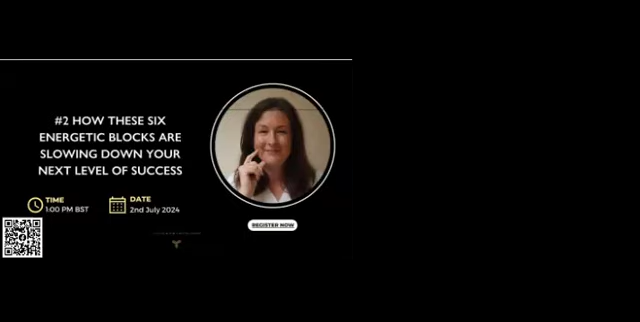 #2 HOW THESE SIX
ENERGETIC BLOCKS ARE
SLOWING DOWN YOUR
NEXT LEVEL OF SUCCESS
TIME
1:00 PM BST
DATE
2nd July 2024
REGISTER NOW